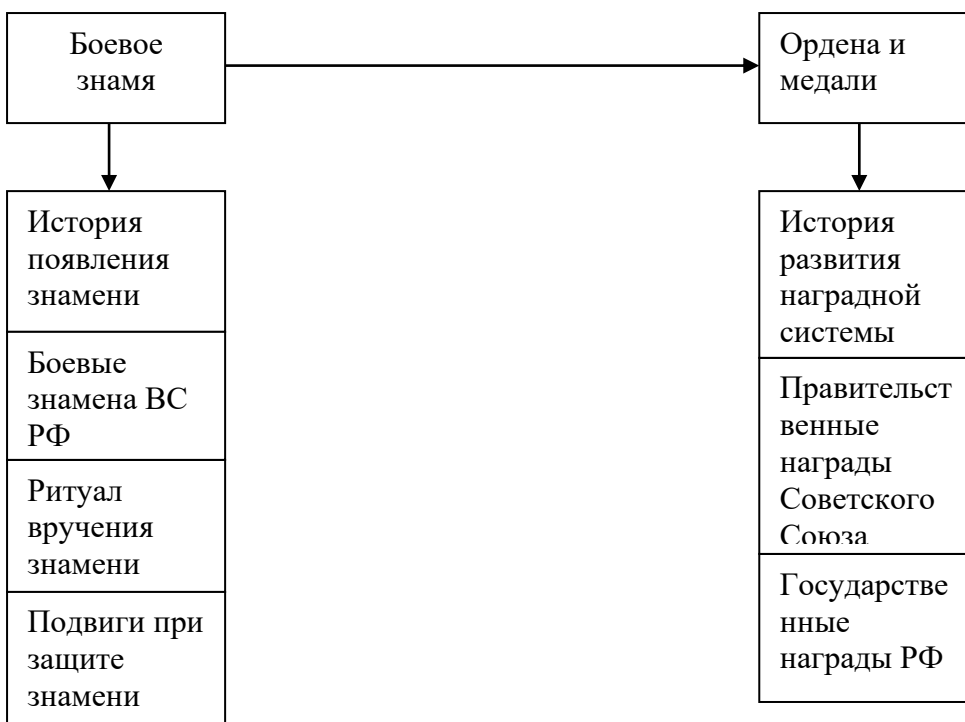 Боевое
знамя
Ордена и
медали
История
появления
знамени
Боевые
знамена ВС
РФ
Ритуал
вручения
знамени
Подвиги при
защите
знамени
История
развития
наградной
системы
Правительст
венные
награды
Советского
Союза
Государстве
нные
награды РФ